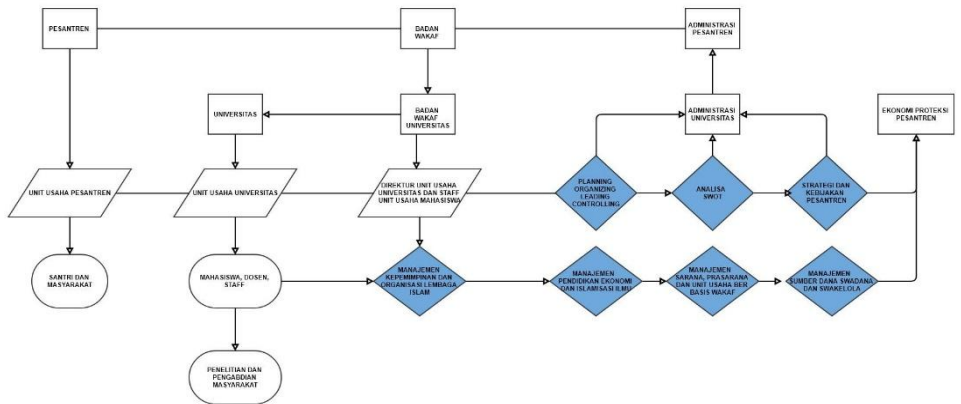 PESANTREN
BADAN
WAKAF
ADMINISTRASI
PESANTREN
UNIVERSITAS
BADAN
WAKAF
UNIVERSITAS
ADMINISTRASI
UNIVERSITAS
EKONOMI PROTEKSI
PESANTREN
UNIT USAHA PESANTREN
UNIT USAHA UNIVERSITAS
DIREKTUR UNIT USAHA
UNIVERSITAS DAN STAFF
UNIT USAHA MAHASISWA
PLANNING
ORGANIZING
LEADING
CONTROLLING
ANALISA
SWOT
STRATEGI DAN
KEBIJAKAN
PESANTREN
SANTRI DAN
MASYARAKAT
MAHASISWA, DOSEN,
STAFF
MANAJEMEN
KEPEMIMPINAN DAN
ORGANISASI LEMBAGA
ISLAM
MANAJEMEN
PENDIDIKAN EKONOMI
DAN ISLAMISASI ILMU
MANAJEMEN
SARANA, PRASARANA
DAN UNIT USAHA BER
BASIS WAKAF
MANAJEMEN
SUMBER DANA SWADANA
DAN SWAKELOLA
PENELITIAN DAN
PENGABDIAN
MASYARAKAT